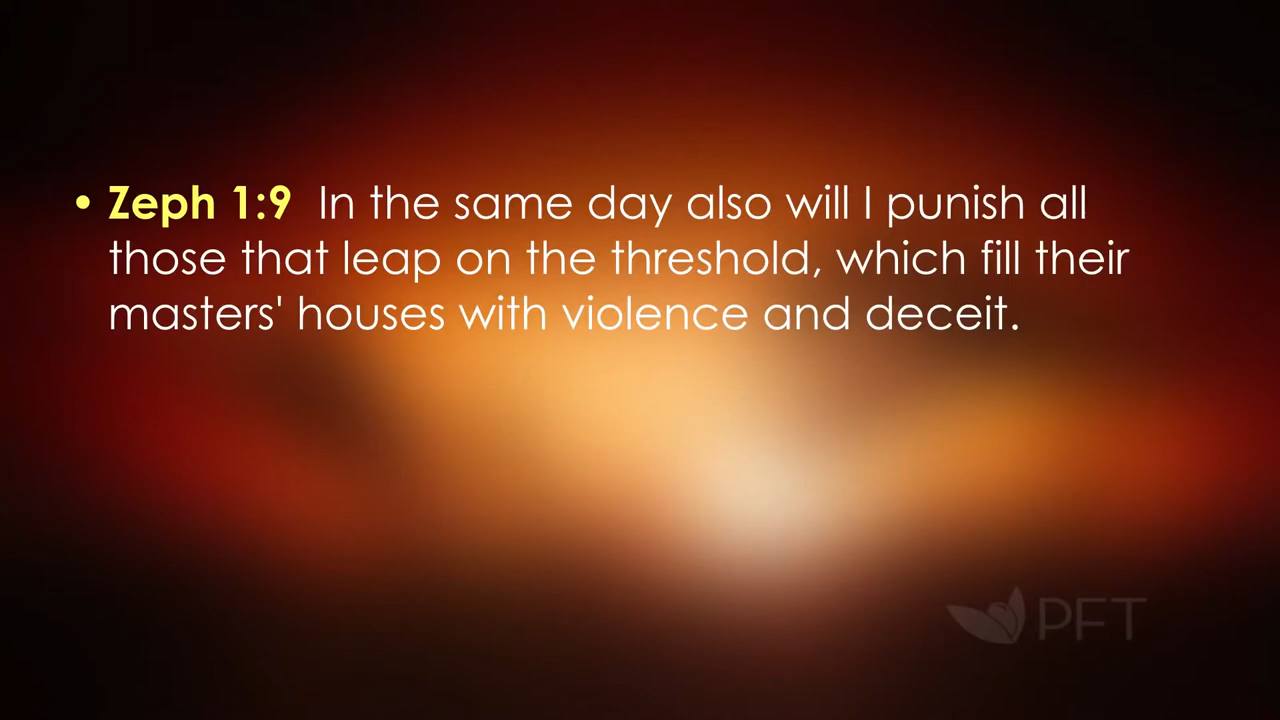 • Zeph 1:9 In the same day also will I punish all
those that leap on the threshold, which fill their
masters' houses with violence and deceit.
PFT